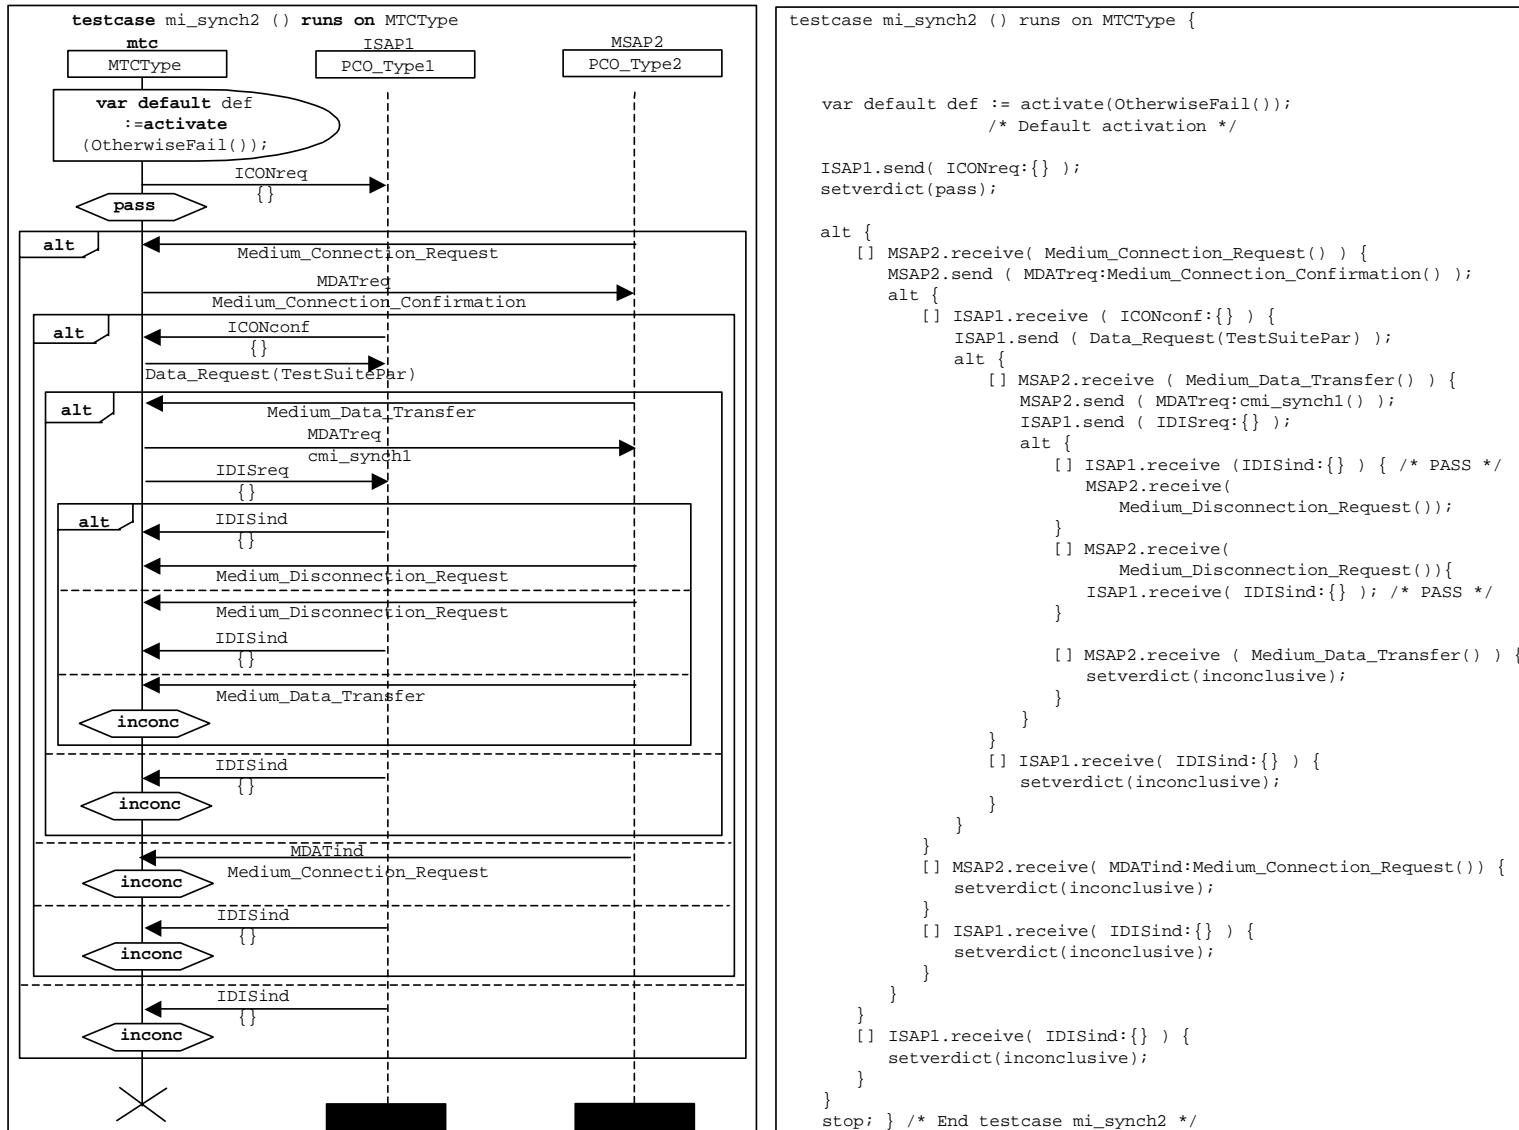 testcase mi_synch2 () runs on MTCType
mtc
ISAP1
MSAP2
MTCType
PCO_Type1
PCO_Type2
var default def
:=activate
(OtherwiseFail());
ICONreq
{}
pass
alt
Medium_Connection_Request
MDATreq
Medium_Connection_Confirmation
alt
ICONconf
{}
Data_Request(TestSuitePar)
alt
Medium_Data_Transfer
MDATreq
cmi_synch1
IDISreq
{}
alt
IDISind
{}
Medium_Disconnection_Request
Medium_Disconnection_Request
IDISind
{}
Medium_Data_Transfer
inconc
IDISind
{}
inconc
MDATind
Medium_Connection_Request
inconc
IDISind
{}
inconc
IDISind
{}
inconc
testcase mi_synch2 () runs on MTCType {
var default def := activate(OtherwiseFail());
/* Default activation */
ISAP1.send( ICONreq:{} );
setverdict(pass);
alt {
[] MSAP2.receive( Medium_Connection_Request() ) {
MSAP2.send ( MDATreq:Medium_Connection_Confirmation() );
alt {
[] ISAP1.receive ( ICONconf:{} ) {
ISAP1.send ( Data_Request(TestSuitePar) );
alt {
[] MSAP2.receive ( Medium_Data_Transfer() ) {
MSAP2.send ( MDATreq:cmi_synch1() );
ISAP1.send ( IDISreq:{} );
alt {
[] ISAP1.receive (IDISind:{} ) { /* PASS */
MSAP2.receive(
Medium_Disconnection_Request());
}
[] MSAP2.receive(
Medium_Disconnection_Request()){
ISAP1.receive( IDISind:{} ); /* PASS */
}
[] MSAP2.receive ( Medium_Data_Transfer() ) {
setverdict(inconclusive);
}
}
}
[] ISAP1.receive( IDISind:{} ) {
setverdict(inconclusive);
}
}
}
[] MSAP2.receive( MDATind:Medium_Connection_Request()) {
setverdict(inconclusive);
}
[] ISAP1.receive( IDISind:{} ) {
setverdict(inconclusive);
}
}
}
[] ISAP1.receive( IDISind:{} ) {
setverdict(inconclusive);
}
}
stop; } /* End testcase mi_synch2 */